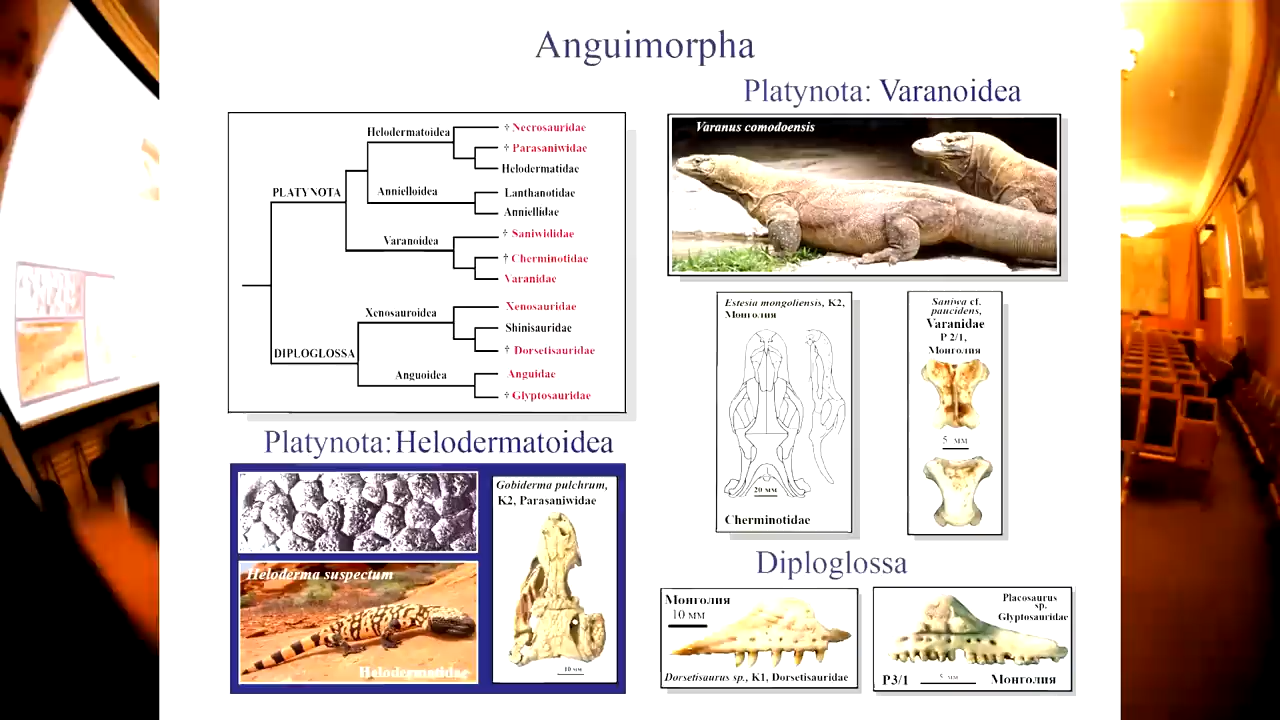 Anguimorpha
Platynota: Varanoidea
Helodermatoidea
† Necrosauridae
† Parasaniwidae
Helodermatidae
PLATYNOTA
Annielloidea
Lanthanotidae
Anniellidae
Varanoidea
† Saniwididae
† Cherminotidae
Varanidae
Xenosauroidea
Xenosauridae
Shinisauridae
† Dorsetisauridae
DIPLOGLOSSA
Anguoidea
Anguidae
† Glyptosauridae
Varanus comodoensis
Estesia mongoliensis, K2,
Монголия
20 мм
Cherminotidae
Saniwa cf.
paucidens,
Varanidae
P 2/1,
Монголия
5 мм
Platynota: Helodermatoidea
Heloderma suspectum
Helodermatidae
Gobiderma pulchrum,
K2, Parasaniwidae
10 мм
Diploglossa
Монголия
10 мм
Dorsetisaurus sp., K1, Dorsetisauridae
Placosaurus
sp.
Glyptosauridae
P3/1
5 мм
Монголия